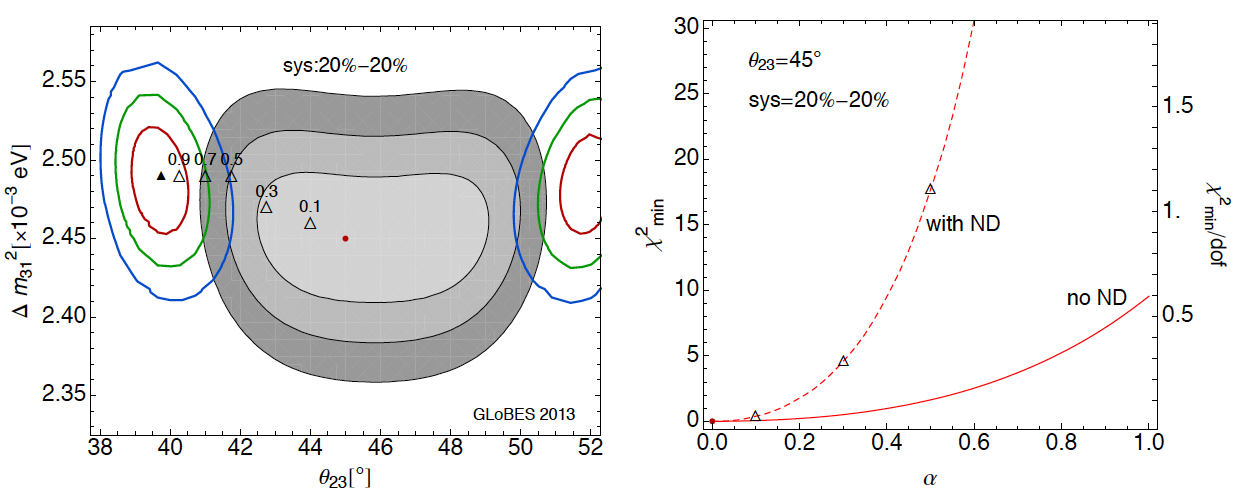 sys:20%−20%
2.55
2.50
2.45
2.40
2.35
Δ m₃₁²[×10⁻³ eV]
0.9 0.7 0.5
0.3
0.1
GLoBES 2013
38 40 42 44 46 48 50 52
θ₂₃[°]
30
25
20
15
10
5
0
χ²min
θ₂₃=45°
sys=20%−20%
with ND
no ND
1.5
1.
0.5
χ²min/dof
0.0 0.2 0.4 0.6 0.8 1.0
α